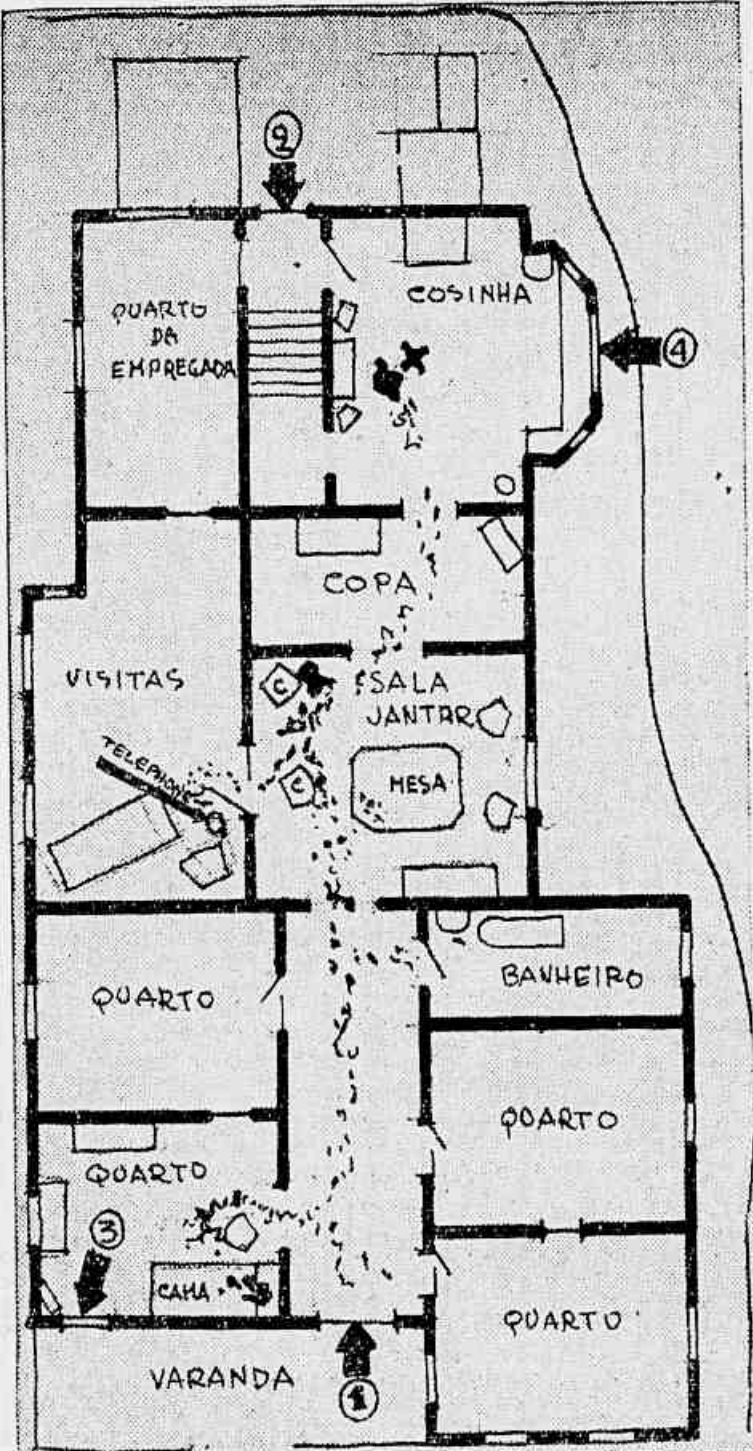 2
COSINHA
4
QUARTO
DA
EMPREGADA
COPA
VISITAS
C
SALA
JANTAR
TELEPHONE
C
MESA
QUARTO
BANHEIRO
QUARTO
QUARTO
3
CAMA
QUARTO
VARANDA
1